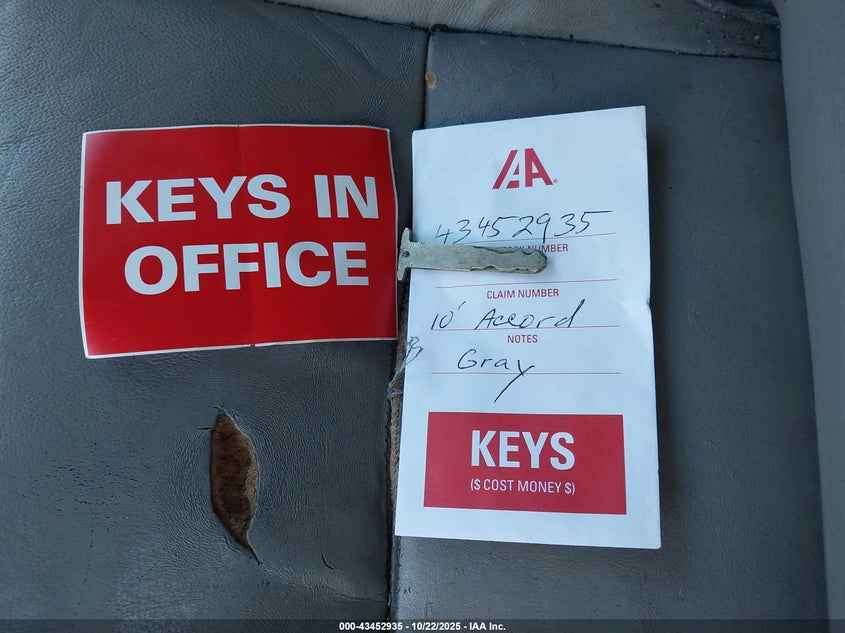 KEYS IN
OFFICE
IAA
43452935
NUMBER
CLAIM NUMBER
10' Accord
NOTES
Gray
KEYS
($ COST MONEY $)
000-43452935 - 10/22/2025 - IAA Inc.